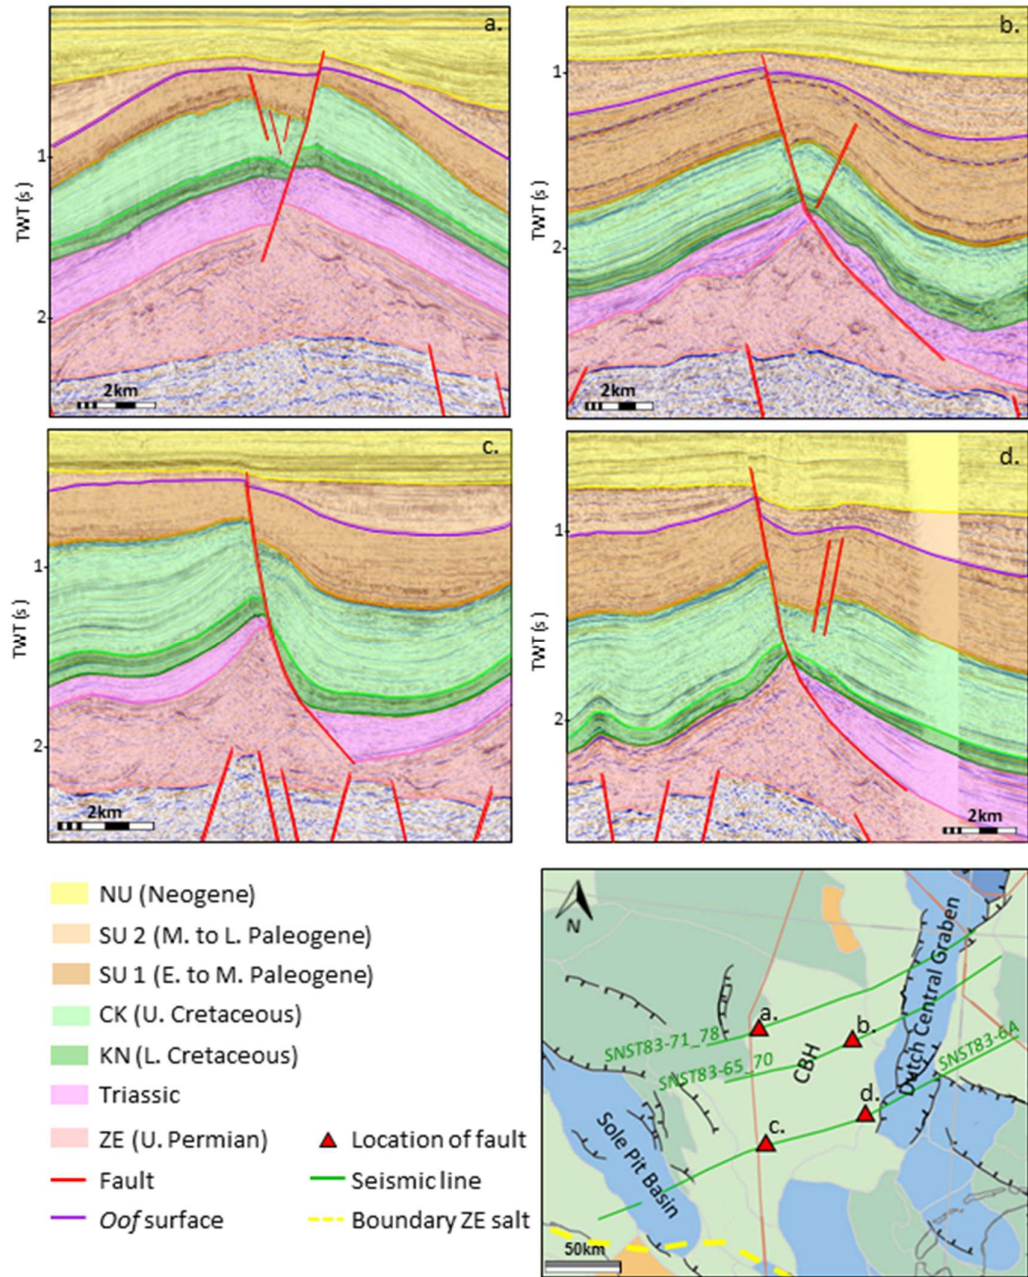 a.
1
2
TWT (s)
2km
b.
1
2
TWT (s)
2km
c.
1
2
TWT (s)
2km
d.
1
2
TWT (s)
2km
NU (Neogene)
SU 2 (M. to L. Paleogene)
SU 1 (E. to M. Paleogene)
CK (U. Cretaceous)
KN (L. Cretaceous)
Triassic
ZE (U. Permian)
Fault
Oof surface
Location of fault
Seismic line
Boundary ZE salt
N
a.
b.
c.
d.
SNST83-71_78
SNST83-65_70
SNST83-6A
CBH
Dutch Central Graben
Sole Pit Basin
50km